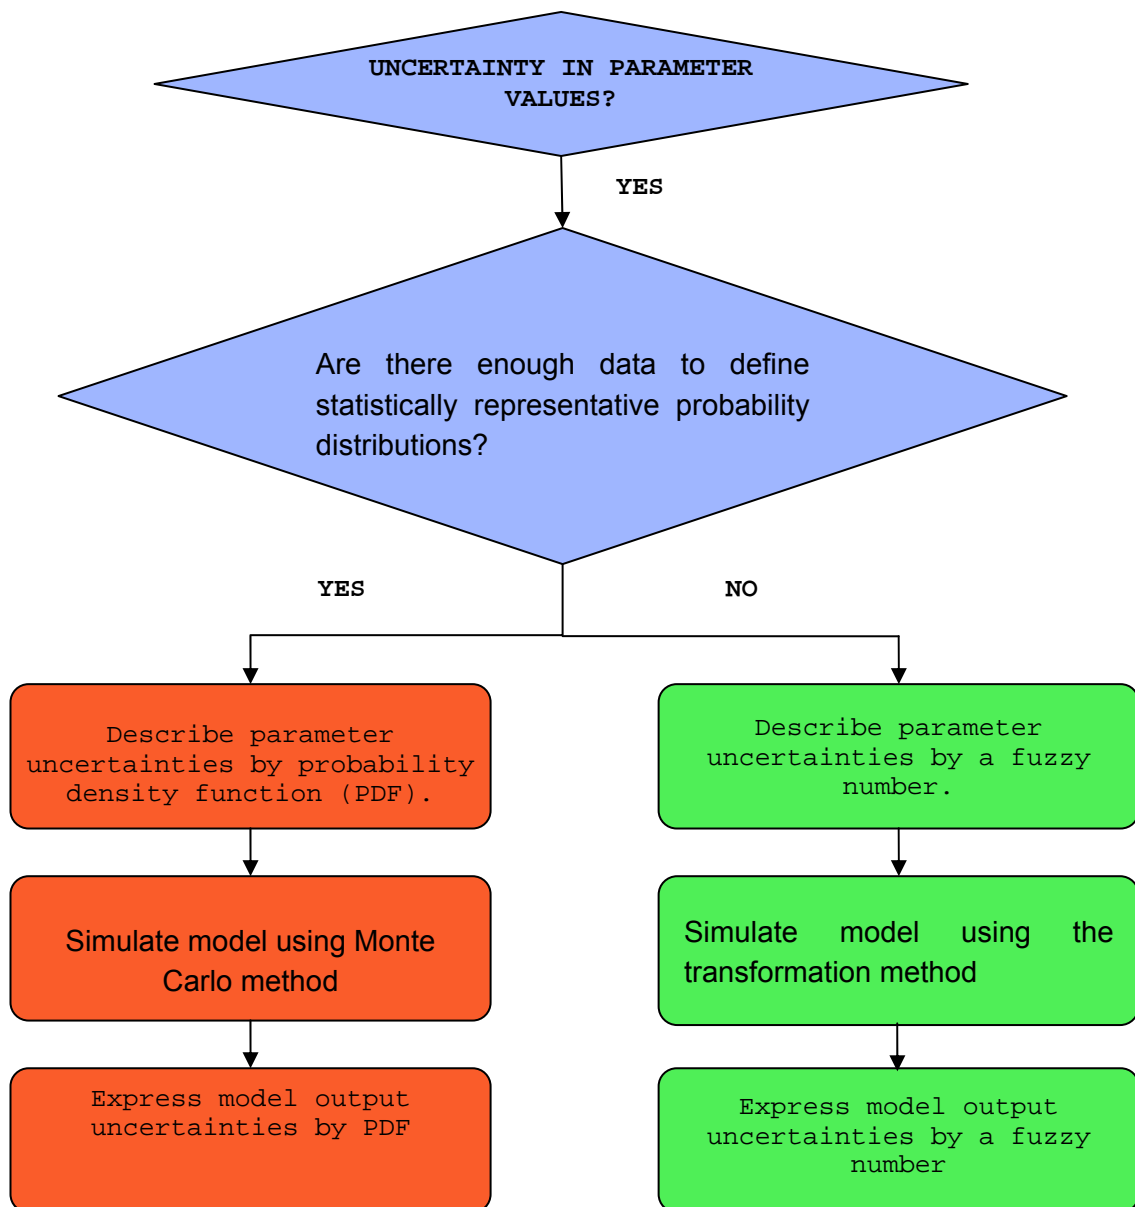 UNCERTAINTY IN PARAMETER
VALUES?
YES
Are there enough data to define
statistically representative probability
distributions?
YES
NO
Describe parameter
uncertainties by probability
density function (PDF).
Describe parameter
uncertainties by a fuzzy
number.
Simulate model using Monte
Carlo method
Simulate model using the
transformation method
Express model output
uncertainties by PDF
Express model output
uncertainties by a fuzzy
number